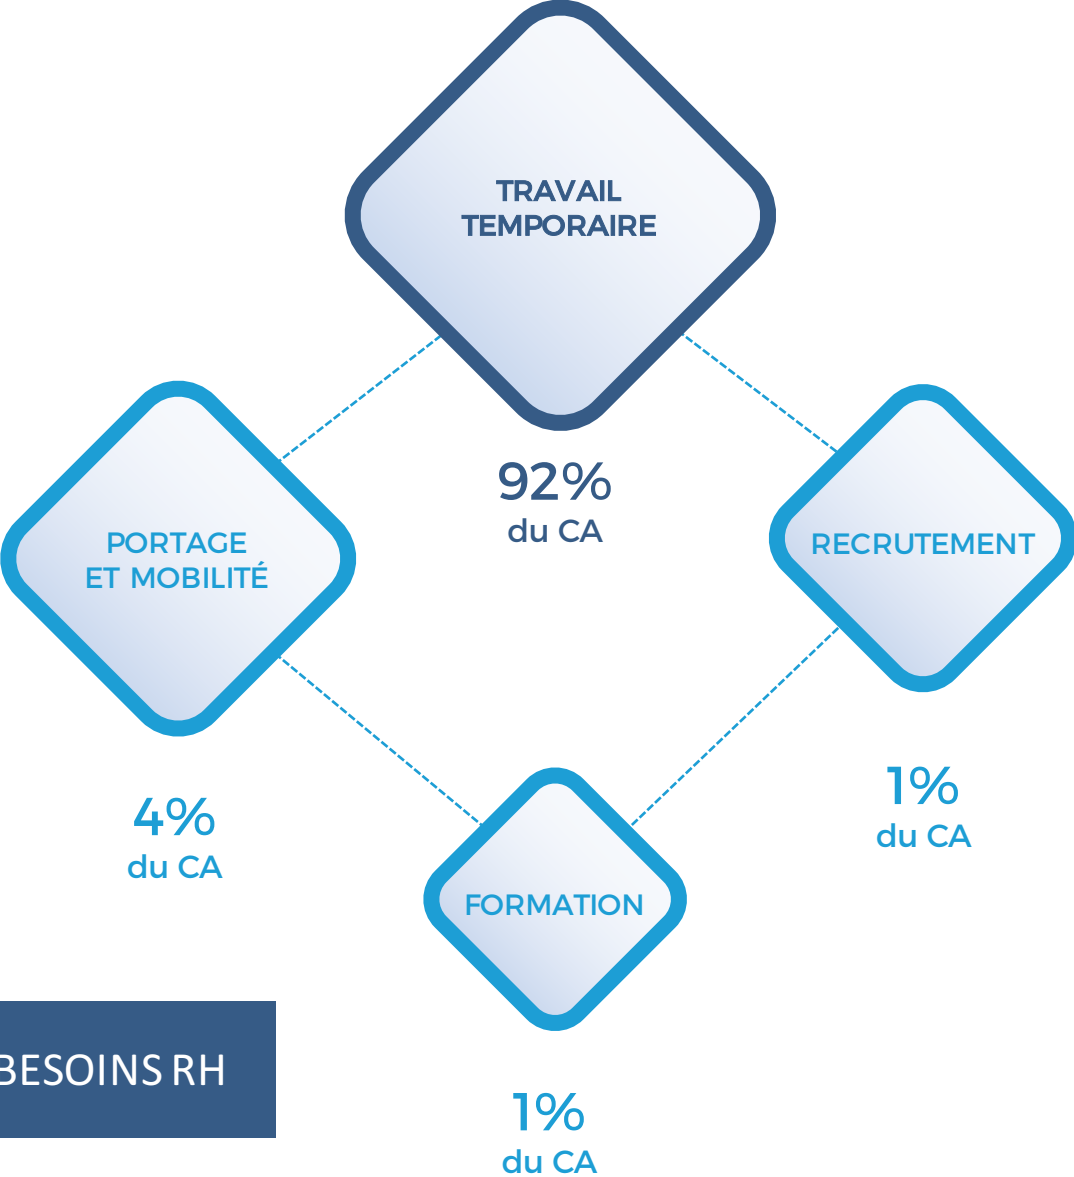 TRAVAIL
TEMPORAIRE
92%
du CA
PORTAGE
ET MOBILITÉ
4%
du CA
RECRUTEMENT
1%
du CA
FORMATION
1%
du CA
BESOINS RH